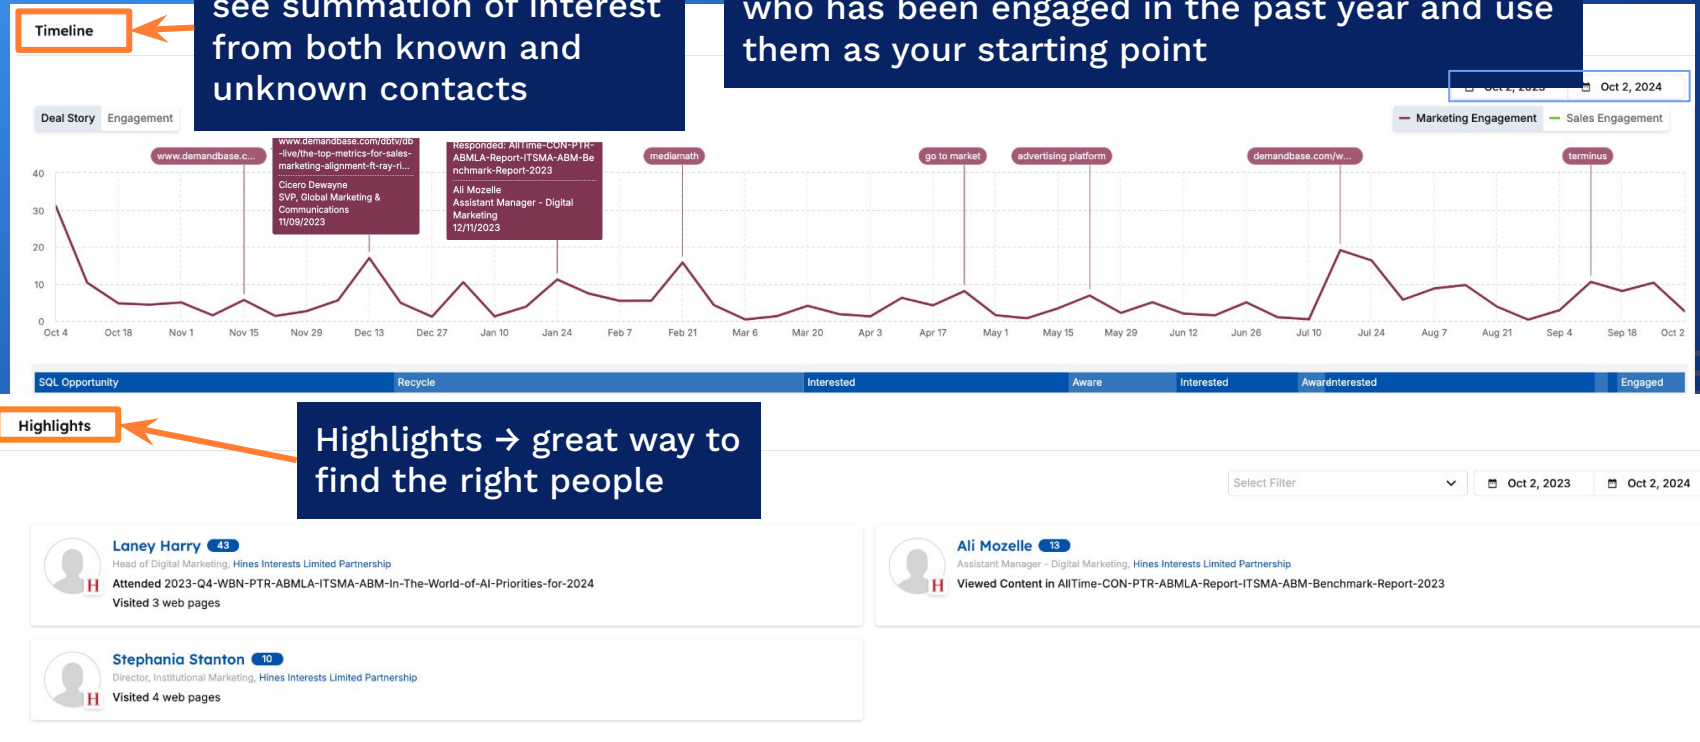 see summation of interest
from both known and
unknown contacts
who has been engaged in the past year and use
them as your starting point
Timeline
Oct 2, 2023
Oct 2, 2024
Deal Story
Engagement
Marketing Engagement
Sales Engagement
www.demandbase.c...
www.demandbase.com/dbtv/db
-live/the-top-metrics-for-sales-
marketing-alignment-ft-ray-ri...
Cicero Dewayne
SVP, Global Marketing &
Communications
11/09/2023
Responded: AllTime-CON-PTR-
ABMLA-Report-ITSMA-ABM-Be
nchmark-Report-2023
Ali Mozelle
Assistant Manager - Digital
Marketing
12/11/2023
mediamath
go to market
advertising platform
demandbase.com/w...
terminus
40
30
20
10
0
Oct 4 Oct 18 Nov 1 Nov 15 Nov 29 Dec 13 Dec 27 Jan 10 Jan 24 Feb 7 Feb 21 Mar 6 Mar 20 Apr 3 Apr 17 May 1 May 15 May 29 Jun 12 Jun 26 Jul 10 Jul 24 Aug 7 Aug 21 Sep 4 Sep 18 Oct 2
SQL Opportunity Recycle Interested Aware Interested Aware Interested Engaged
Highlights
Highlights → great way to
find the right people
Select Filter
Oct 2, 2023
Oct 2, 2024
Laney Harry 43
Head of Digital Marketing, Hines Interests Limited Partnership
H
Attended 2023-Q4-WBN-PTR-ABMLA-ITSMA-ABM-In-The-World-of-AI-Priorities-for-2024
Visited 3 web pages
Ali Mozelle 13
Assistant Manager - Digital Marketing, Hines Interests Limited Partnership
H
Viewed Content in AllTime-CON-PTR-ABMLA-Report-ITSMA-ABM-Benchmark-Report-2023
Stephania Stanton 10
Director, Institutional Marketing, Hines Interests Limited Partnership
H
Visited 4 web pages